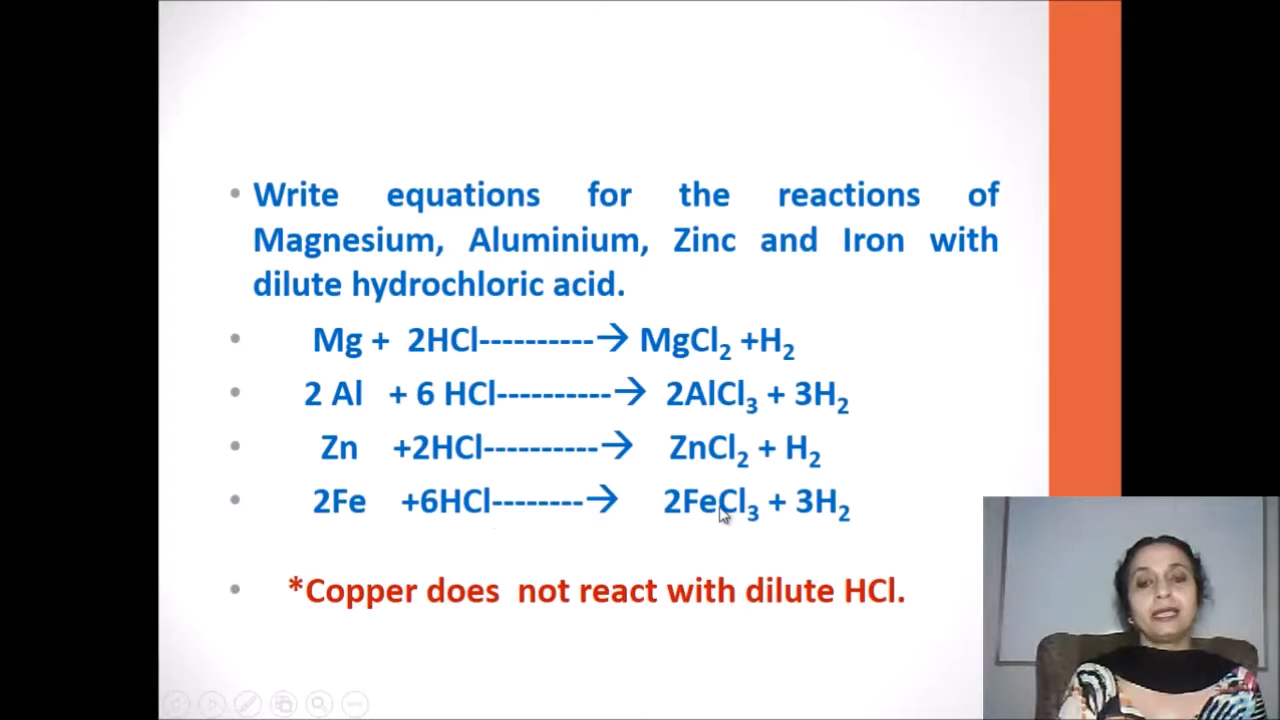 Write equations for the reactions of
Magnesium, Aluminium, Zinc and Iron with
dilute hydrochloric acid.
Mg + 2HCl----------→ MgCl₂ +H₂
2 Al + 6 HCl----------→ 2AlCl₃ + 3H₂
Zn +2HCl----------→ ZnCl₂ + H₂
2Fe +6HCl--------→ 2FeCl₃ + 3H₂
*Copper does not react with dilute HCl.